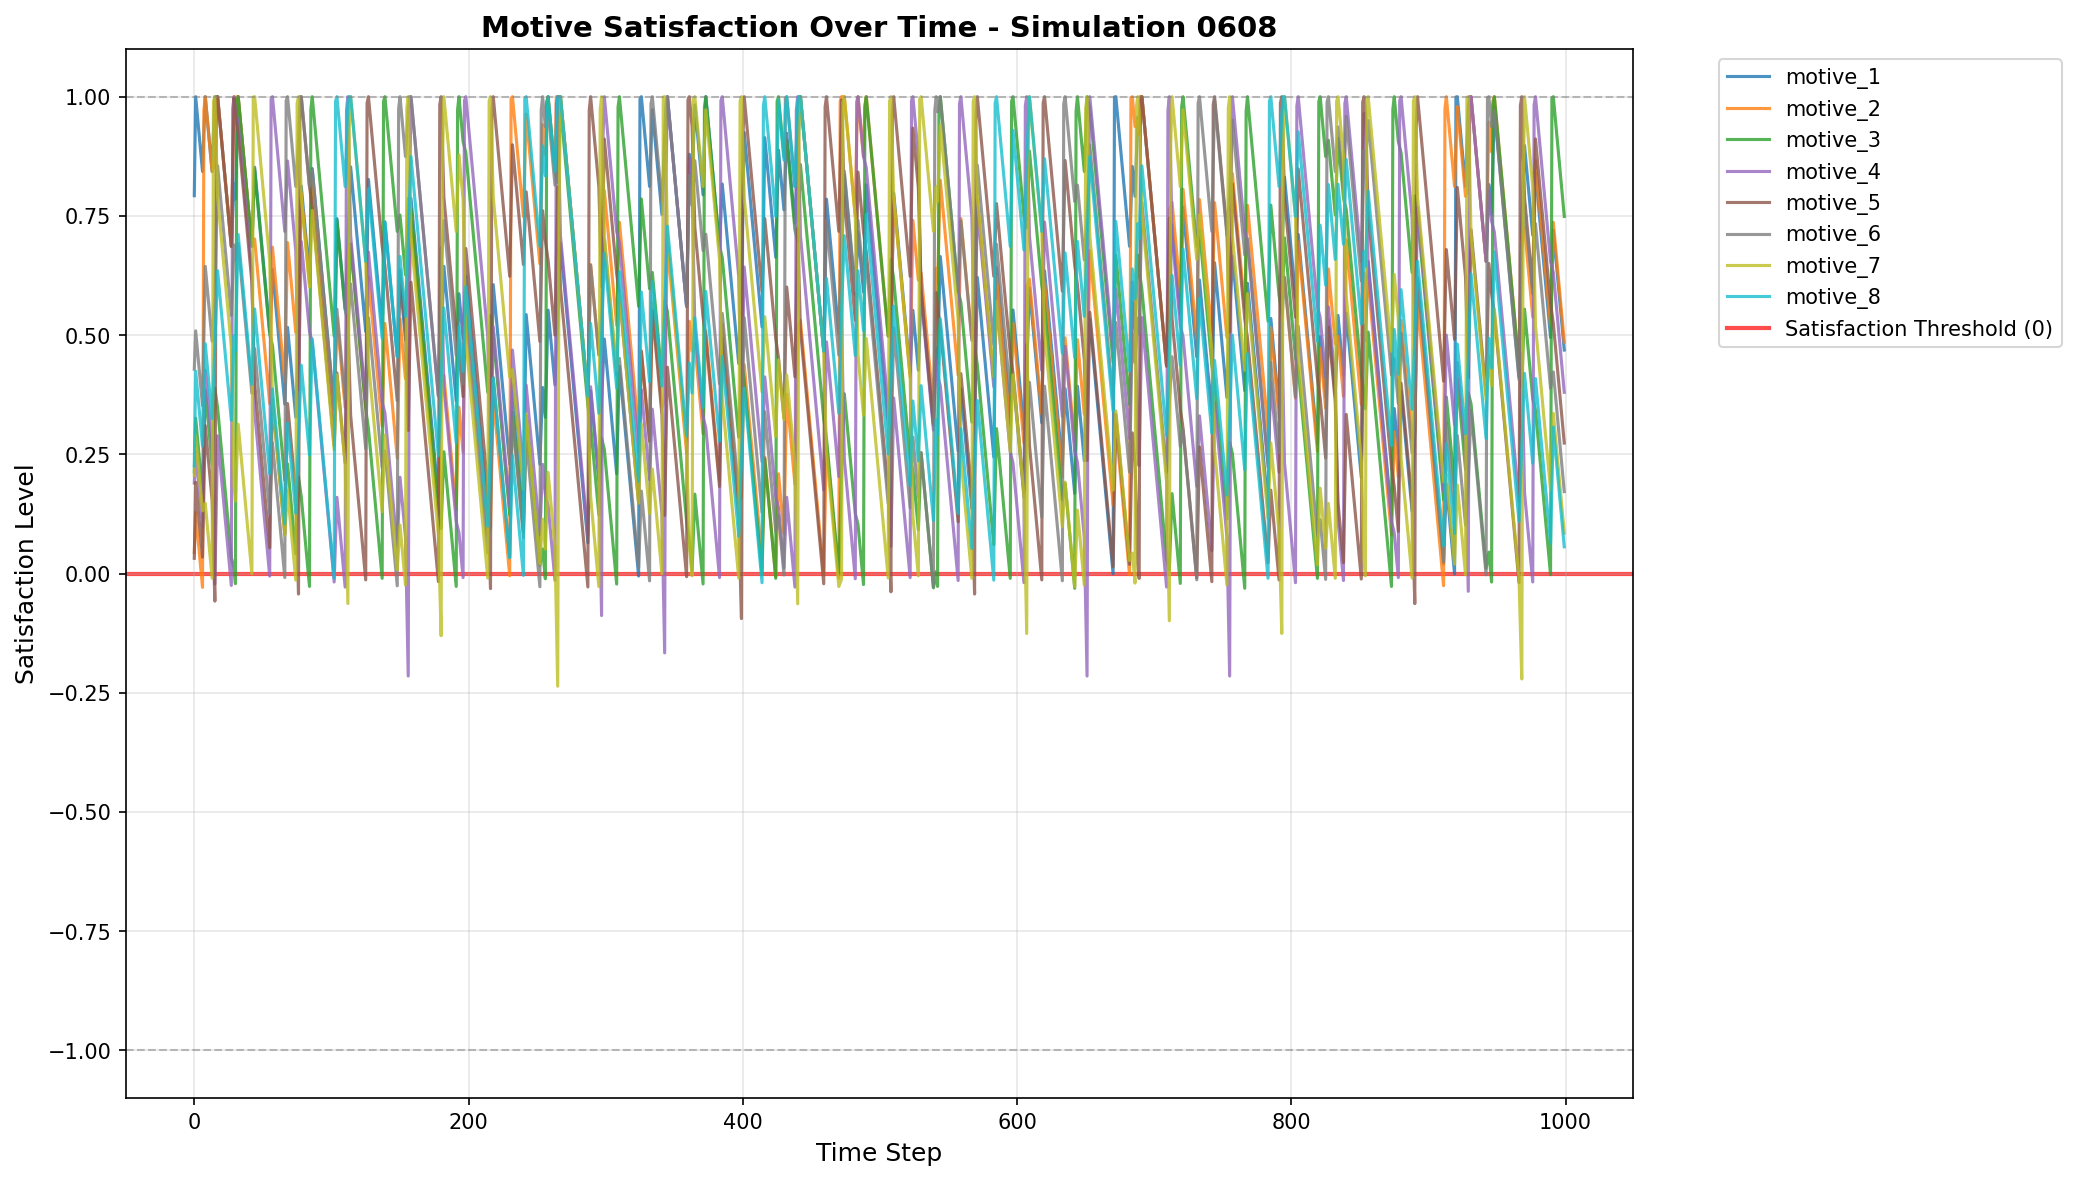 Motive Satisfaction Over Time - Simulation 0608
Satisfaction Level
1.00
0.75
0.50
0.25
0.00
−0.25
−0.50
−0.75
−1.00
0
200
400
600
800
1000
Time Step
motive_1
motive_2
motive_3
motive_4
motive_5
motive_6
motive_7
motive_8
Satisfaction Threshold (0)